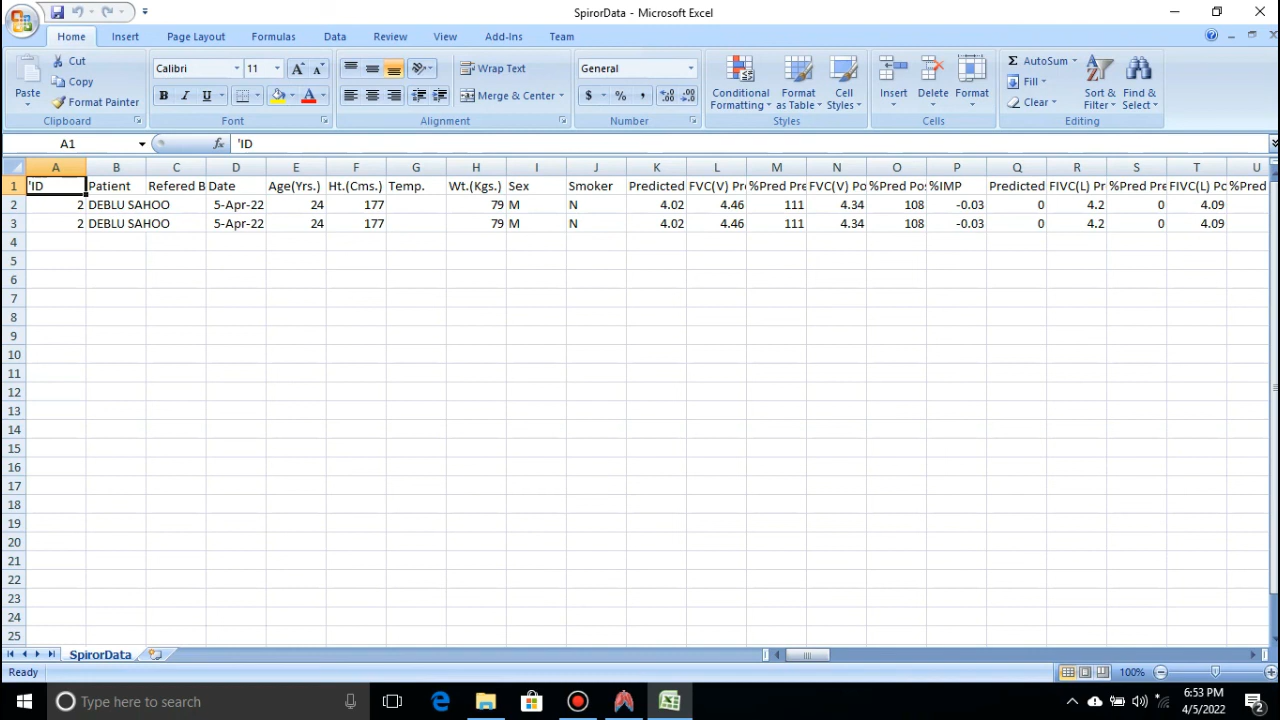 SpirorData - Microsoft Excel
Home Insert Page Layout Formulas Data Review View Add-Ins Team
Paste Cut Copy Format Painter Clipboard
Calibri 11 A A B I U A Font
Wrap Text Merge & Center Alignment
General $ % , Number
Conditional Formatting Format as Table Cell Styles Styles
Insert Delete Format Cells
Σ AutoSum Fill Clear Sort & Filter Find & Select Editing
A1 fx 'ID
A B C D E F G H I J K L M N O P Q R S T U
1 'ID Patient Refered B Date Age(Yrs.) Ht.(Cms.) Temp. Wt.(Kgs.) Sex Smoker Predicted FVC(V) Pr %Pred Pre FVC(V) Po %Pred Pos %IMP Predicted FIVC(L) Pr %Pred Pre FIVC(L) Po %Pred
2 2 DEBLU SAHOO 5-Apr-22 24 177 79 M N 4.02 4.46 111 4.34 108 -0.03 0 4.2 0 4.09
3 2 DEBLU SAHOO 5-Apr-22 24 177 79 M N 4.02 4.46 111 4.34 108 -0.03 0 4.2 0 4.09
4
5
6
7
8
9
10
11
12
13
14
15
16
17
18
19
20
21
22
23
24
25
SpirorData
Ready 100%
Type here to search
6:53 PM
4/5/2022
2